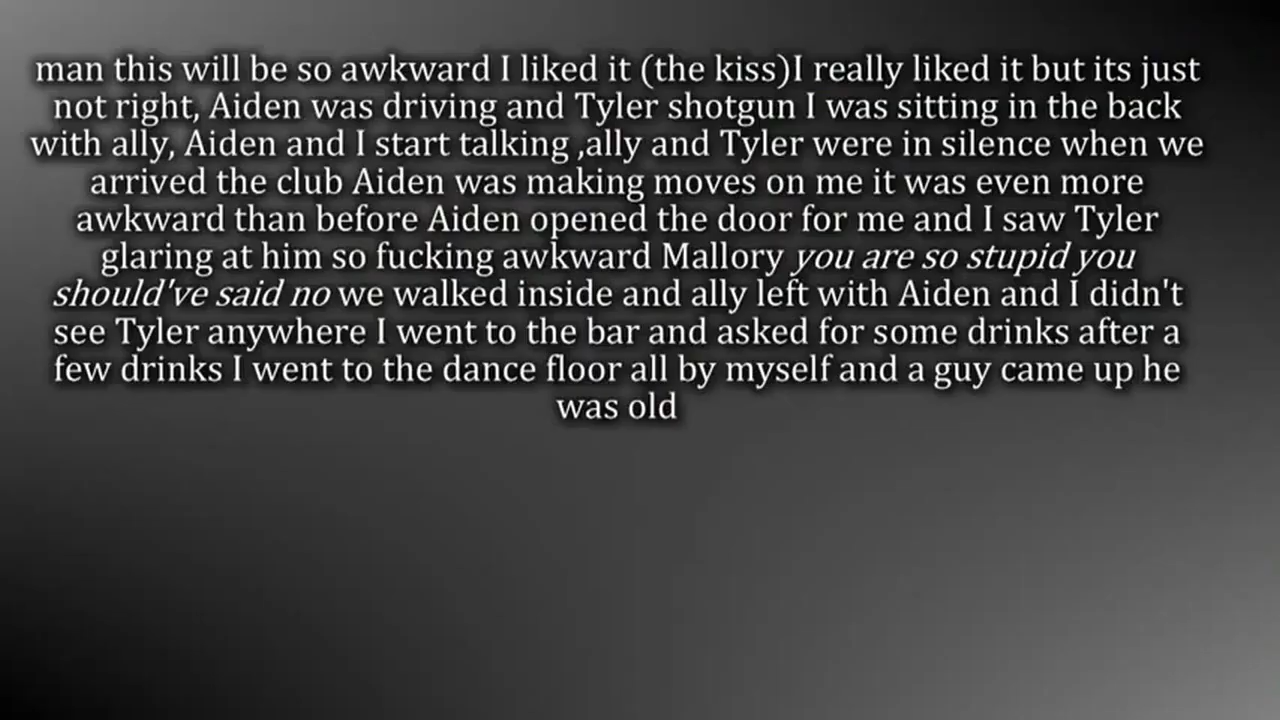 man this will be so awkward I liked it (the kiss)I really liked it but its just
not right, Aiden was driving and Tyler shotgun I was sitting in the back
with ally, Aiden and I start talking ,ally and Tyler were in silence when we
arrived the club Aiden was making moves on me it was even more
awkward than before Aiden opened the door for me and I saw Tyler
glaring at him so fucking awkward Mallory you are so stupid you
should've said no we walked inside and ally left with Aiden and I didn't
see Tyler anywhere I went to the bar and asked for some drinks after a
few drinks I went to the dance floor all by myself and a guy came up he
was old